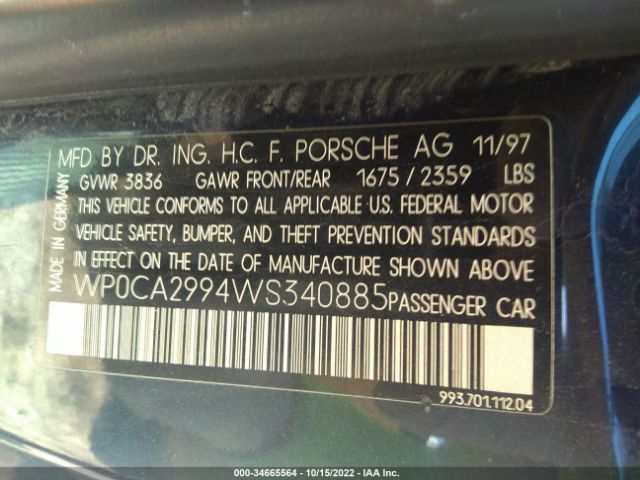 MFD BY DR. ING. H.C. F. PORSCHE AG 11/97
GVWR 3836 GAWR FRONT/REAR 1675 / 2359 LBS
THIS VEHICLE CONFORMS TO ALL APPLICABLE U.S. FEDERAL MOTOR
VEHICLE SAFETY, BUMPER, AND THEFT PREVENTION STANDARDS
IN EFFECT ON THE DATE OF MANUFACTURE SHOWN ABOVE
WP0CA2994WS340885 PASSENGER CAR
MADE IN GERMANY
993.701.112.04
000-34665564 / 10/15/2022 - IAA Inc.